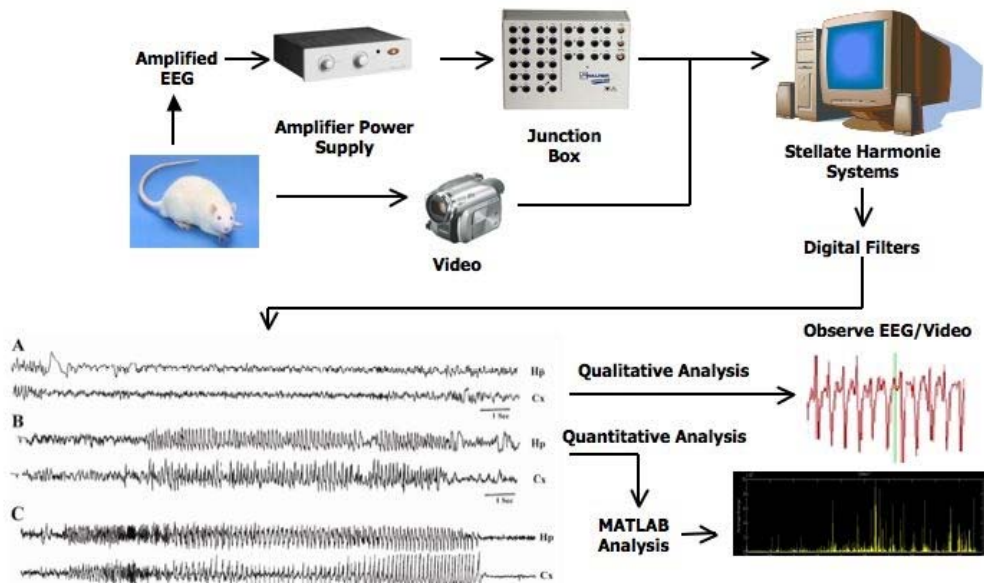 Amplified
EEG
Amplifier Power
Supply
Junction
Box
Stellate Harmonie
Systems
Video
Digital Filters
A
Hp
Cx
1 Sec
B
Hp
Cx
1 Sec
C
Hp
Cx
Qualitative Analysis
Observe EEG/Video
Quantitative Analysis
MATLAB
Analysis